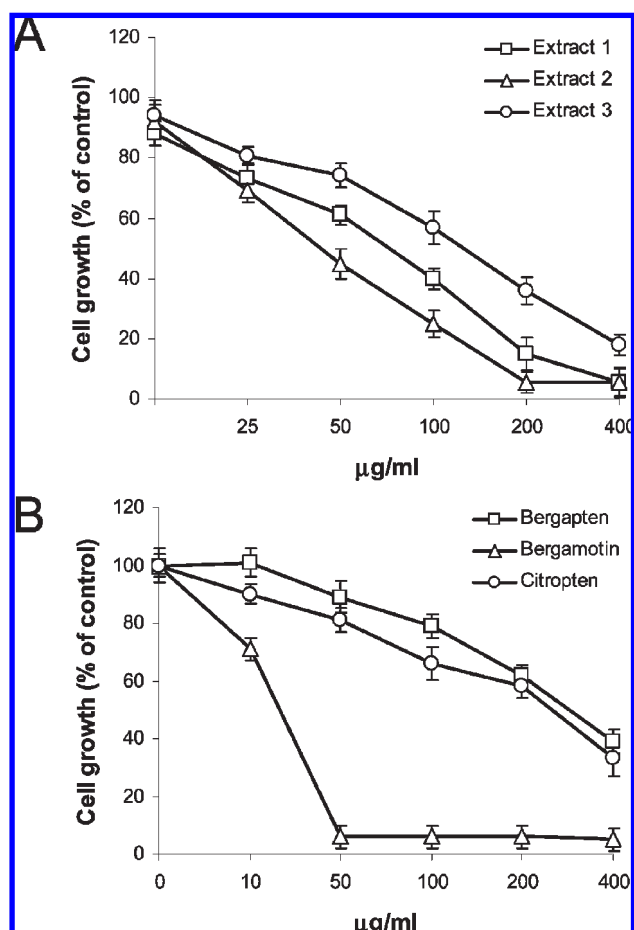 A
120
100
80
60
40
20
0
Cell growth (% of control)
Extract 1
Extract 2
Extract 3
25 50 100 200 400
μg/ml
B
120
100
80
60
40
20
0
Cell growth (% of control)
Bergapten
Bergamotin
Citropten
0 10 50 100 200 400
μg/ml